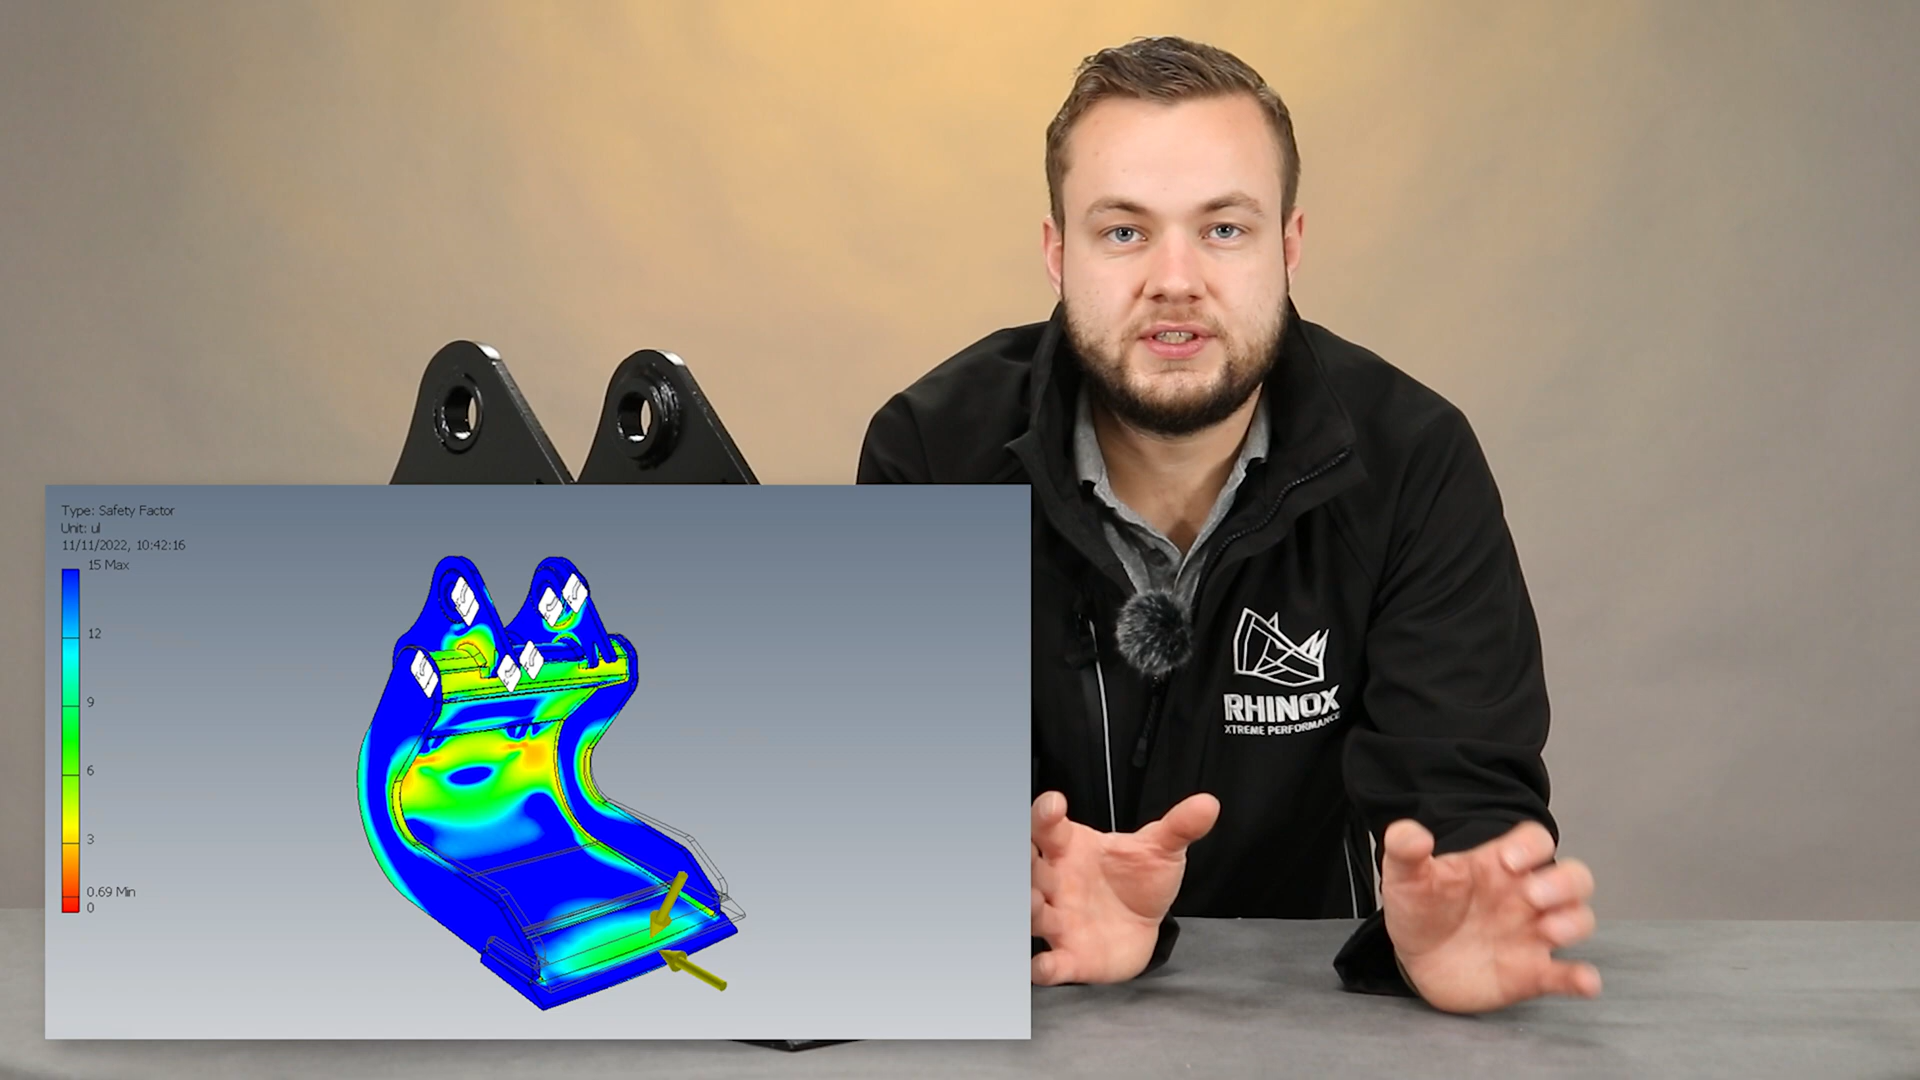 Type: Safety Factor
Unit: ul
11/11/2022, 10:42:16
15 Max
12
9
6
3
0.69 Min
0
RHINOX
XTREME PERFORMANCE